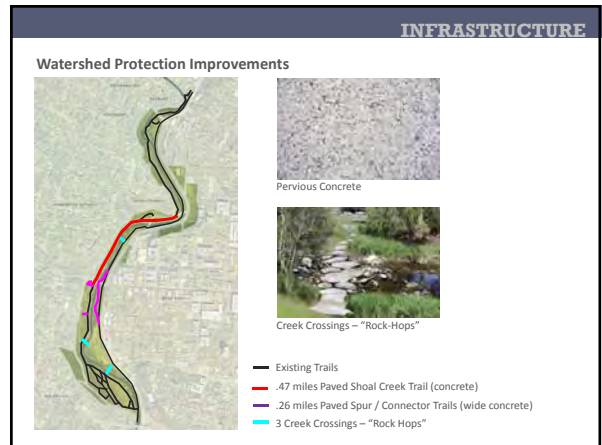 INFRASTRUCTURE
Watershed Protection Improvements
Pervious Concrete
Creek Crossings – “Rock-Hops”
Existing Trails
.47 miles Paved Shoal Creek Trail (concrete)
.26 miles Paved Spur / Connector Trails (wide concrete)
3 Creek Crossings – “Rock Hops”